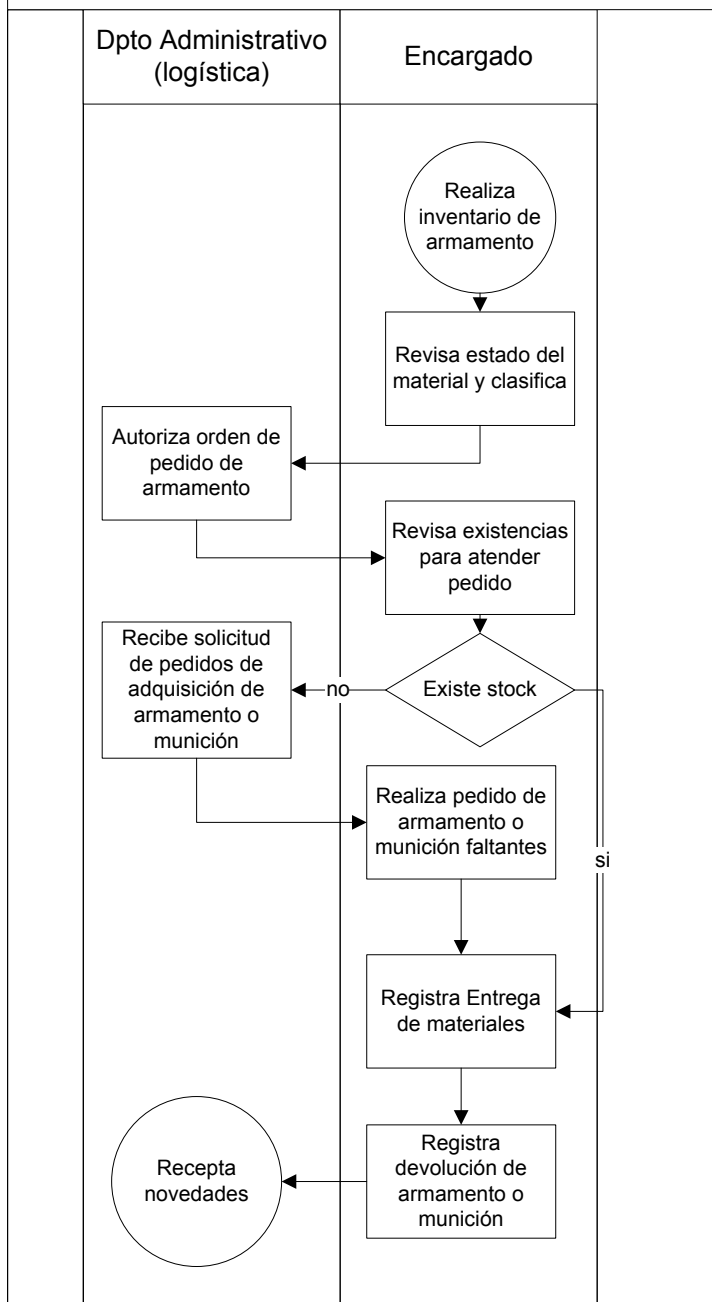 Dpto Administrativo
(logística)
Encargado
Realiza
inventario de
armamento
Revisa estado del
material y clasifica
Autoriza orden de
pedido de
armamento
Revisa existencias
para atender
pedido
Recibe solicitud
de pedidos de
adquisición de
armamento o
munición
no
Existe stock
Realiza pedido de
armamento o
munición faltantes
si
Registra Entrega
de materiales
Registra
devolución de
armamento o
munición
Recepta
novedades